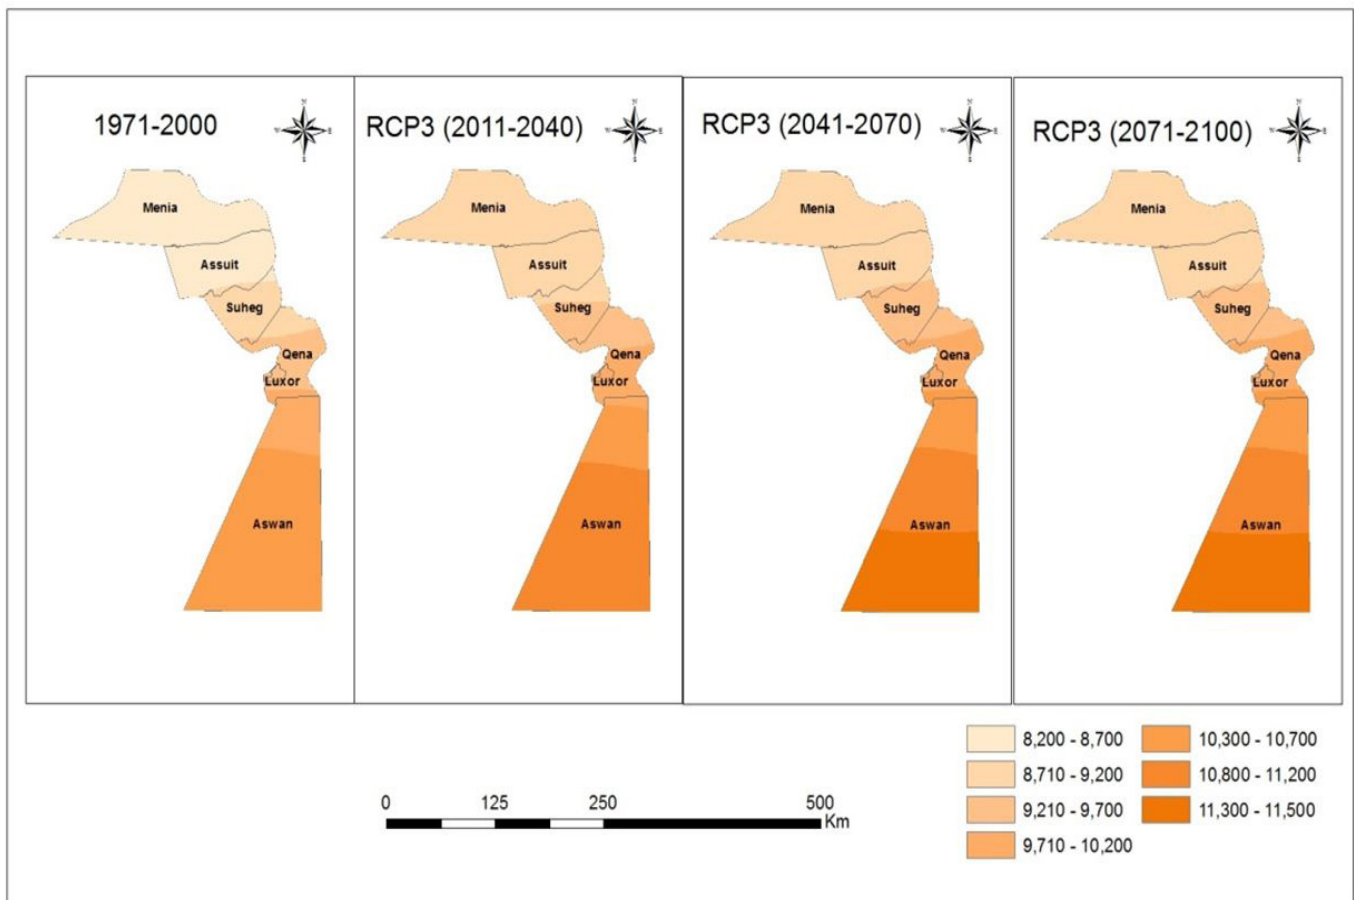 1971-2000
Menia
Assuit
Suheg
Qena
Luxor
Aswan
RCP3 (2011-2040)
Menia
Assuit
Suheg
Qena
Luxor
Aswan
RCP3 (2041-2070)
Menia
Assuit
Suheg
Qena
Luxor
Aswan
RCP3 (2071-2100)
Menia
Assuit
Suheg
Qena
Luxor
Aswan
0 125 250 500
Km
8,200 - 8,700
8,710 - 9,200
9,210 - 9,700
9,710 - 10,200
10,300 - 10,700
10,800 - 11,200
11,300 - 11,500